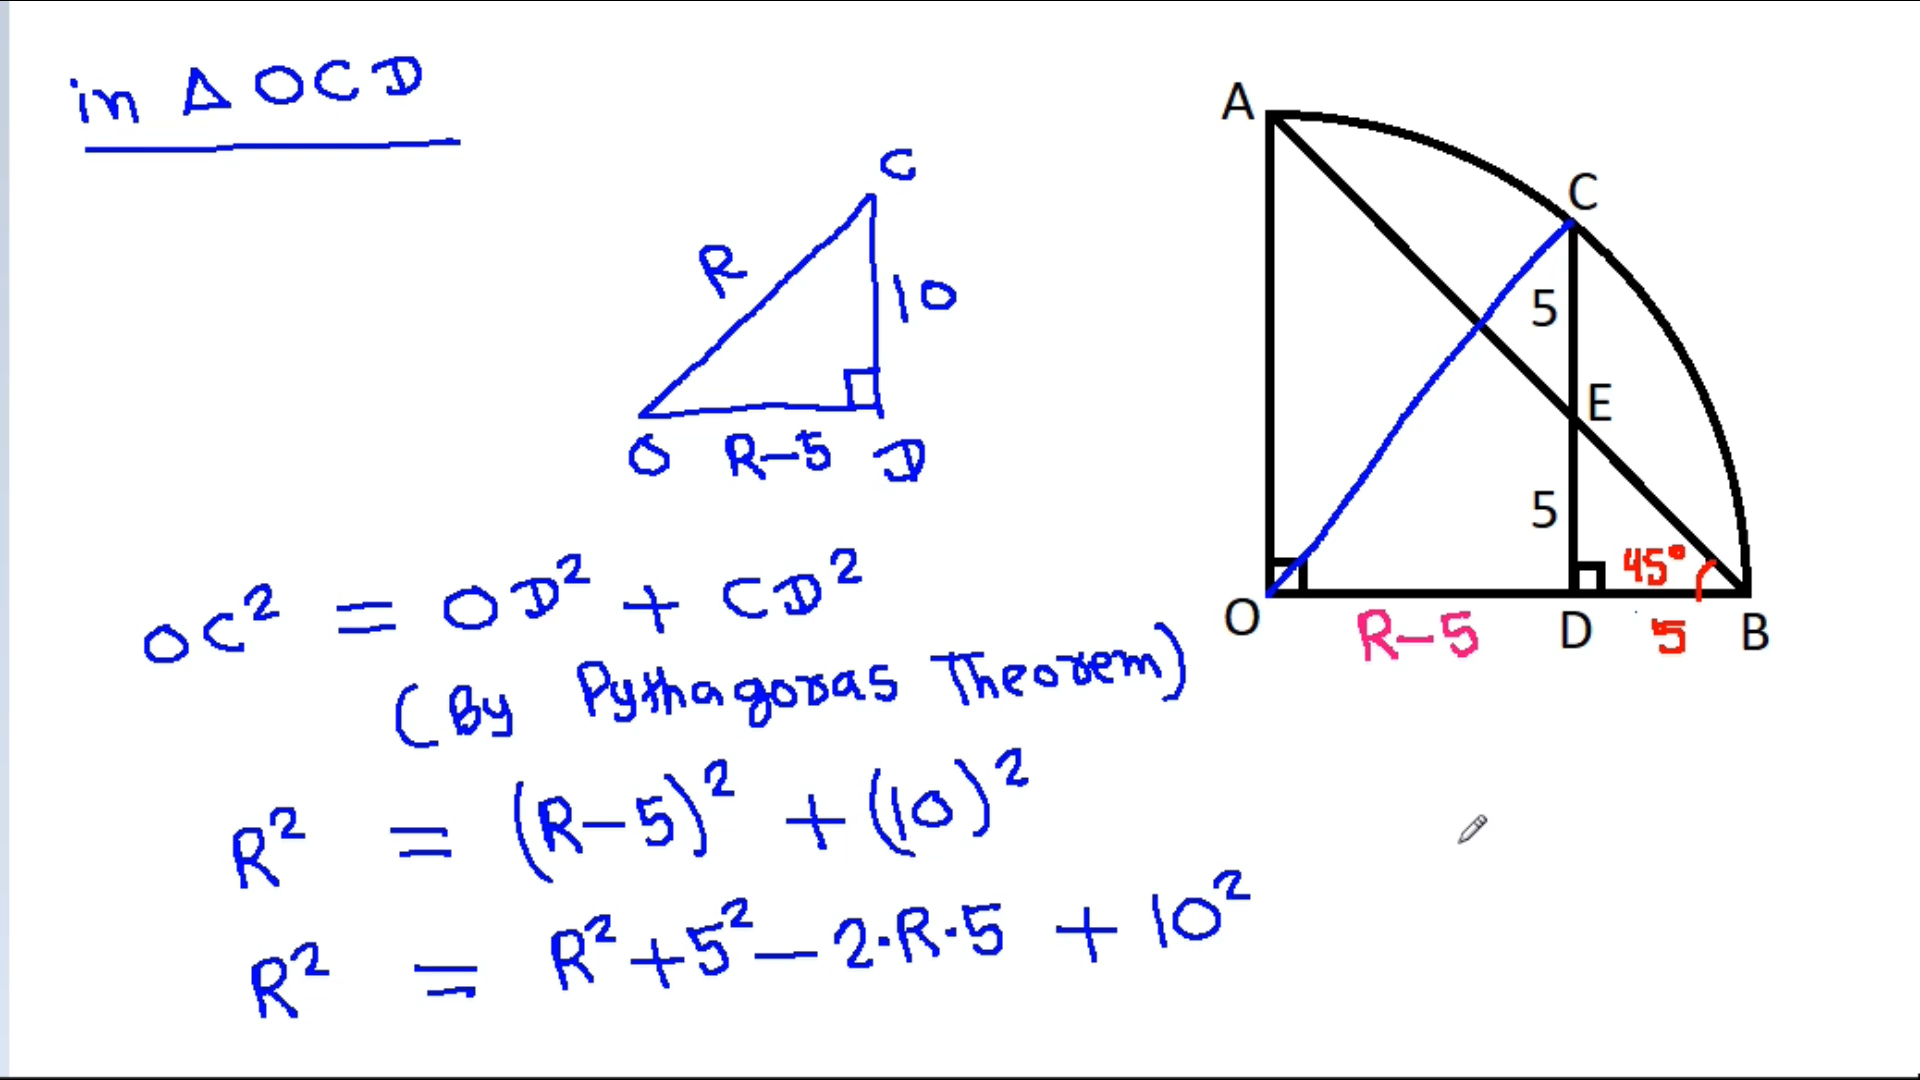 in Δ OCD
C
R
10
O R-5 D
OC² = OD² + CD²
(By Pythagoras Theorem)
R² = (R-5)² + (10)²
R² = R² + 5² - 2·R·5 + 10²
A
C
5
E
5
45°
O R-5 D 5 B